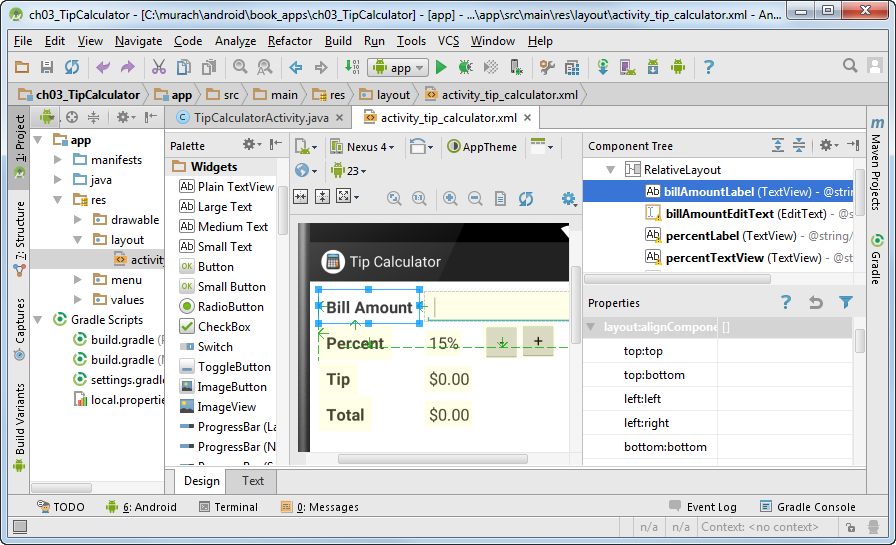 ch03_TipCalculator - [C:\murach\android\book_apps\ch03_TipCalculator] - [app] - ...\app\src\main\res\layout\activity_tip_calculator.xml - An...
File Edit View Navigate Code Analyze Refactor Build Run Tools VCS Window Help
app
ch03_TipCalculator app src main res layout activity_tip_calculator.xml
1: Project
7: Structure
Captures
Build Variants
app
manifests
java
res
drawable
layout
activity
menu
values
Gradle Scripts
build.gradle
build.gradle
settings.gradle
local.propertie
TipCalculatorActivity.java
activity_tip_calculator.xml
Palette
Widgets
Plain TextView
Large Text
Medium Text
Small Text
Button
Small Button
RadioButton
CheckBox
Switch
ToggleButton
ImageButton
ImageView
ProgressBar (La
ProgressBar (N
Nexus 4
AppTheme
23
1:1
Tip Calculator
Bill Amount
Percent 15% +
Tip $0.00
Total $0.00
Design Text
Component Tree
RelativeLayout
billAmountLabel (TextView) - @strin
billAmountEditText (EditText) - @s
percentLabel (TextView) - @string/
percentTextView (TextView) - @s
Properties
layout:alignCompone []
top:top
top:bottom
left:left
left:right
bottom:bottom
Maven Projects
Gradle
TODO 6: Android Terminal 0: Messages Event Log Gradle Console
n/a n/a Context: <no context>